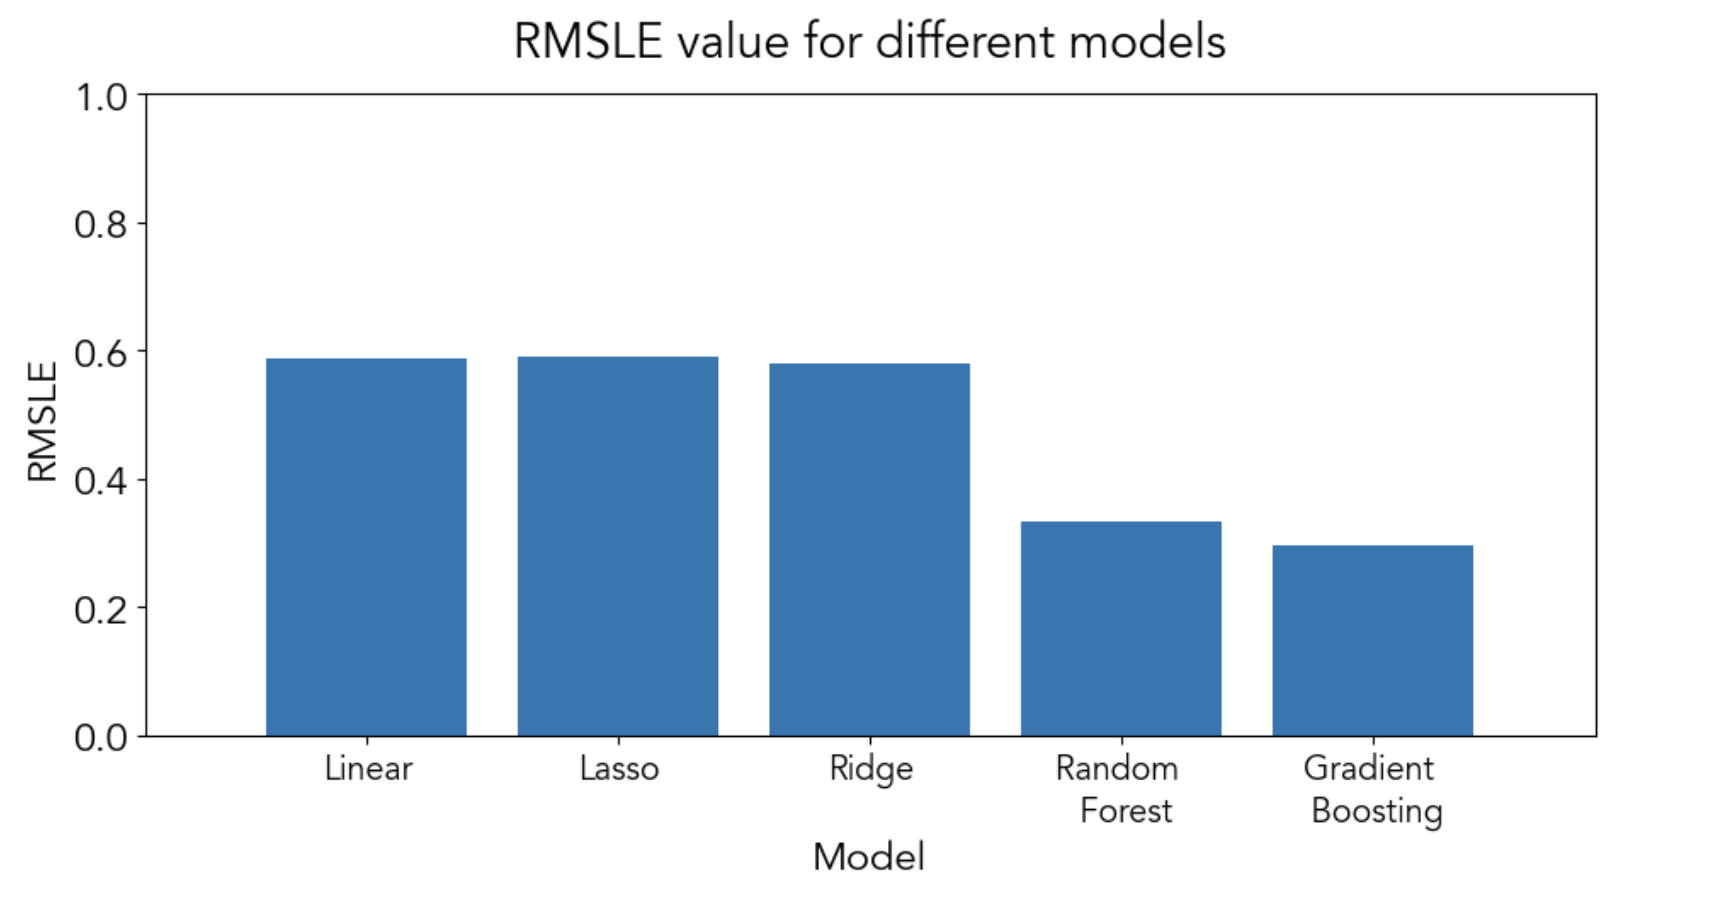 RMSLE value for different models
1.0
0.8
0.6
0.4
0.2
0.0
RMSLE
Linear
Lasso
Ridge
Random
Forest
Gradient
Boosting
Model